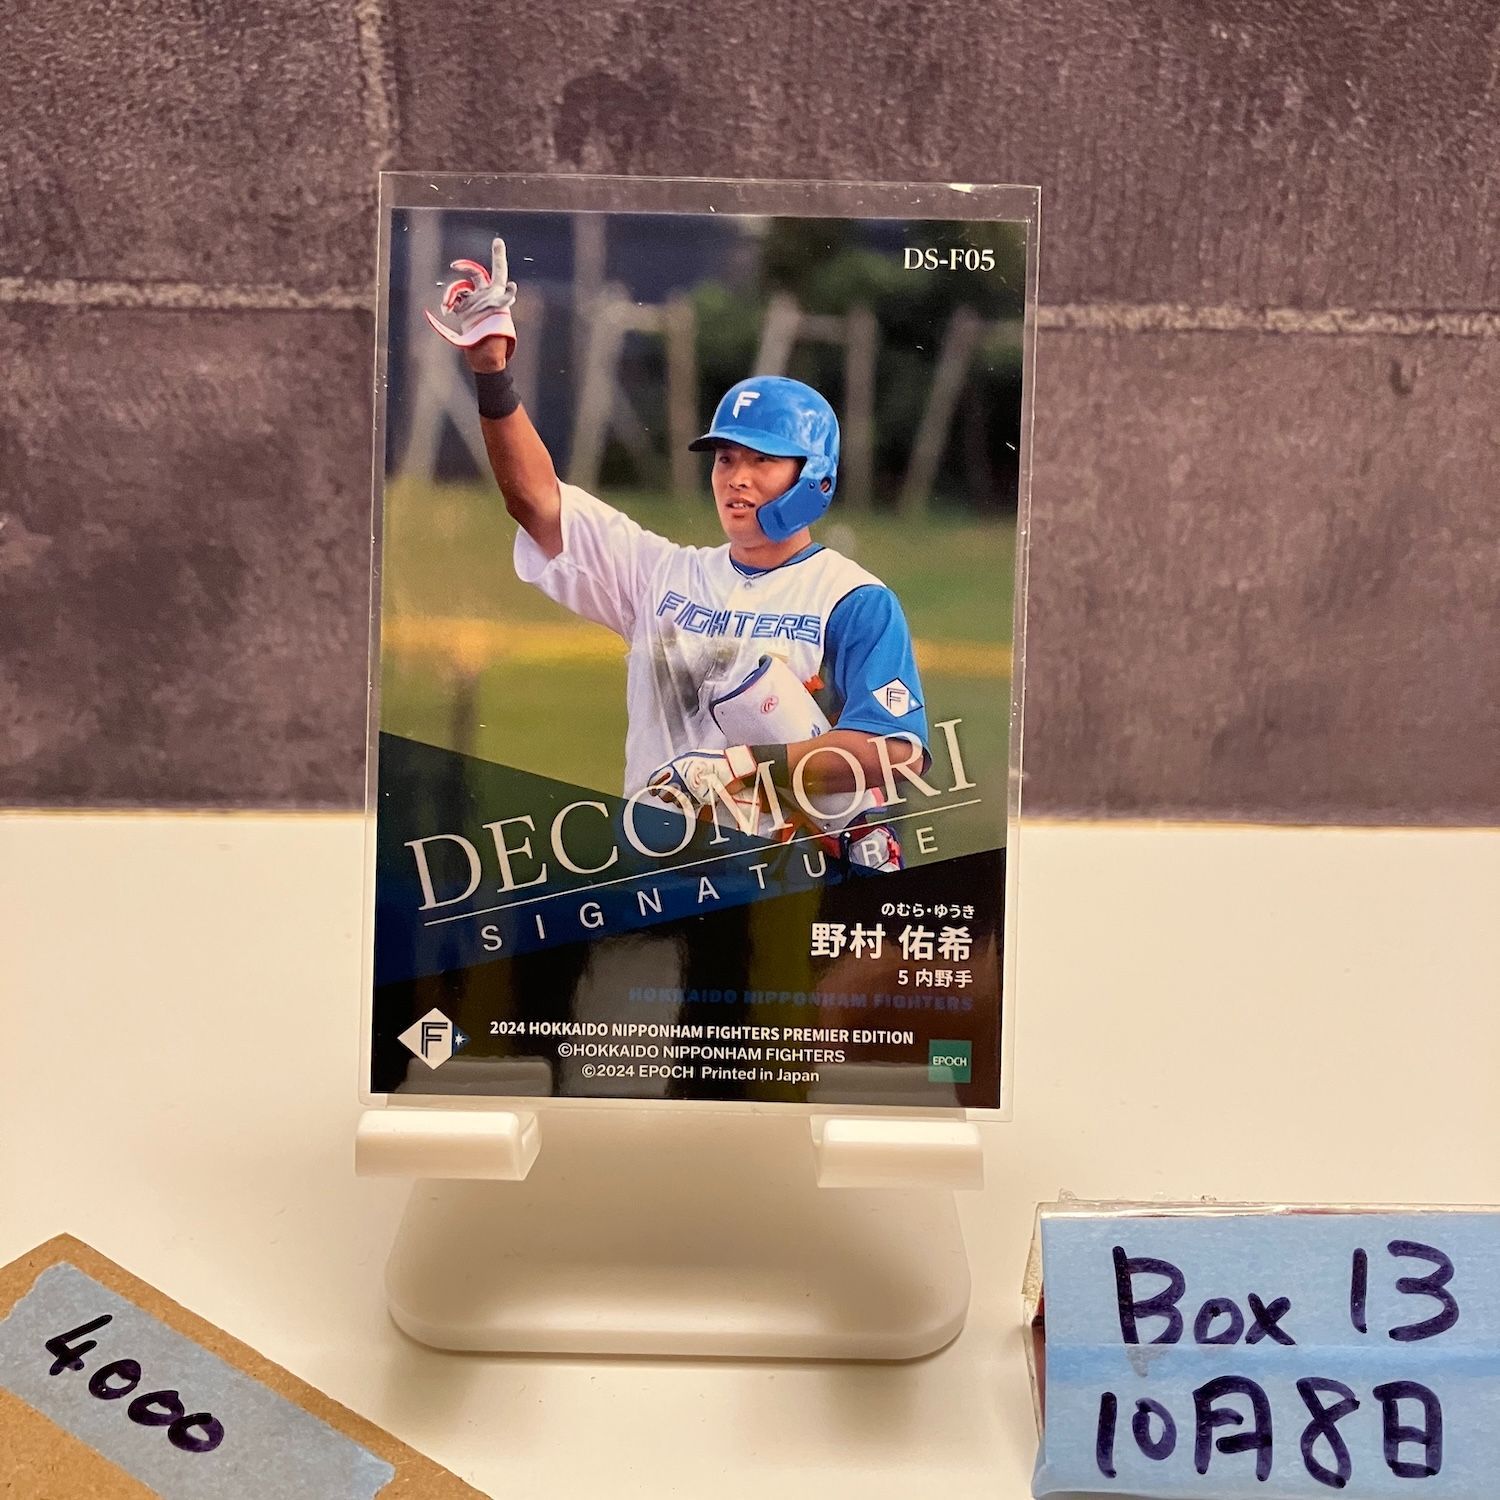 DS-F05
F
FIGHTERS
F
DECOMORI
SIGNATURE
のむら・ゆうき
野村 佑希
5 内野手
HOKKAIDO NIPPONHAM FIGHTERS
F
2024 HOKKAIDO NIPPONHAM FIGHTERS PREMIER EDITION
©HOKKAIDO NIPPONHAM FIGHTERS
©2024 EPOCH Printed in Japan
EPOCH
4000
Box 13
10月8日